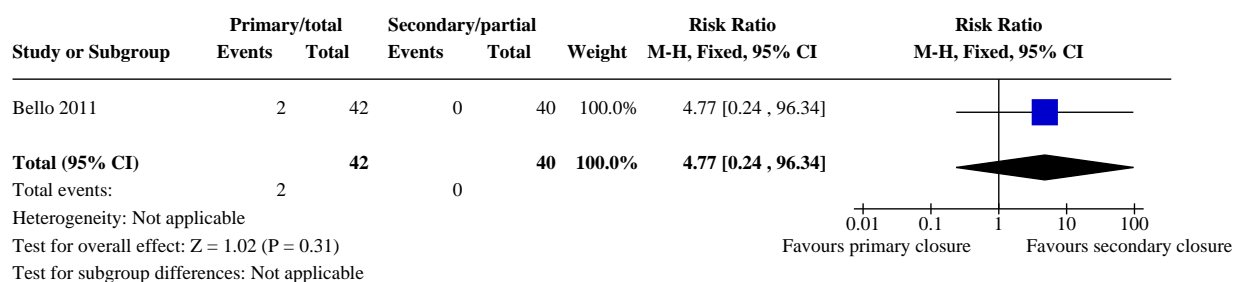 Primary/total Secondary/partial Risk Ratio Risk Ratio
Study or Subgroup Events Total Events Total Weight M-H, Fixed, 95% CI M-H, Fixed, 95% CI
Bello 2011 2 42 0 40 100.0% 4.77 [0.24 , 96.34]
Total (95% CI) 42 40 100.0% 4.77 [0.24 , 96.34]
Total events: 2 0
Heterogeneity: Not applicable
0.01 0.1 1 10 100
Test for overall effect: Z = 1.02 (P = 0.31) Favours primary closure Favours secondary closure
Test for subgroup differences: Not applicable